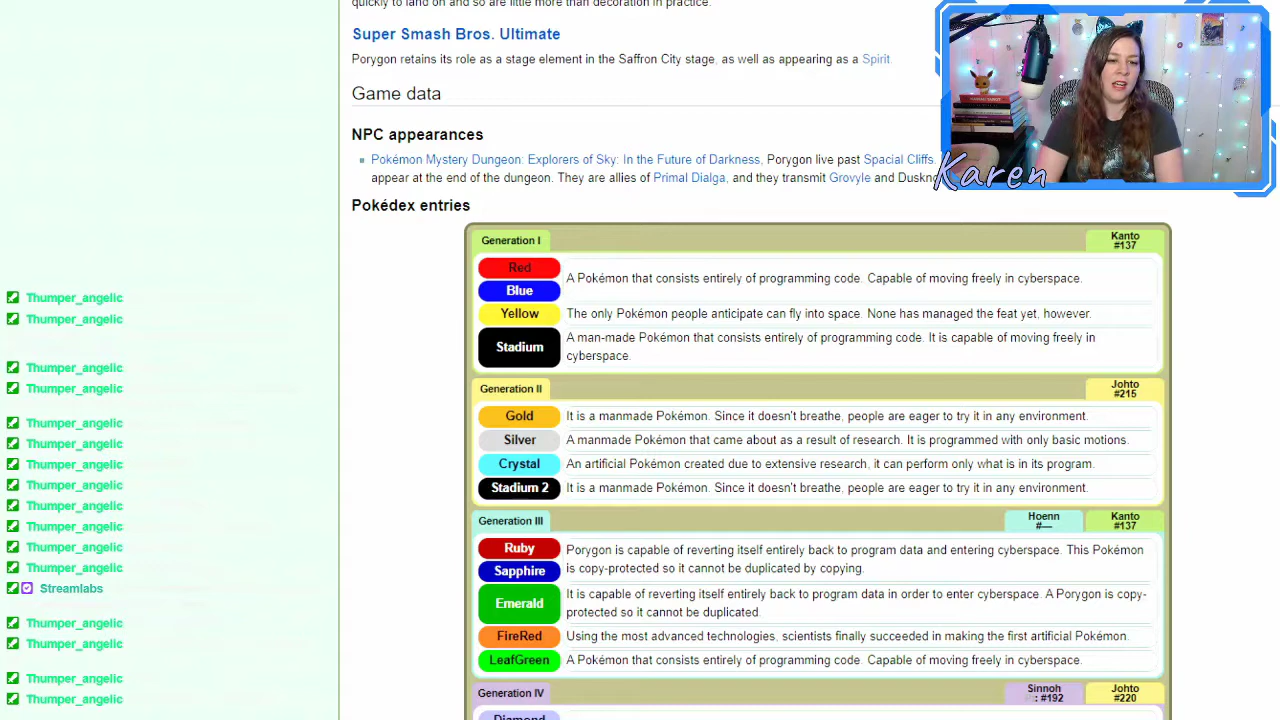 quickly to land on and so are little more than decoration in practice.
Super Smash Bros. Ultimate
Porygon retains its role as a stage element in the Saffron City stage, as well as appearing as a Spirit.
Game data
NPC appearances
Pokémon Mystery Dungeon: Explorers of Sky: In the Future of Darkness, Porygon live past Spacial Cliffs.
appear at the end of the dungeon. They are allies of Primal Dialga, and they transmit Grovyle and Duskno
Karen
Pokédex entries
Generation I
Kanto
#137
Red
Blue
A Pokémon that consists entirely of programming code. Capable of moving freely in cyberspace.
Yellow
The only Pokémon people anticipate can fly into space. None has managed the feat yet, however.
Stadium
A man-made Pokémon that consists entirely of programming code. It is capable of moving freely in
cyberspace.
Generation II
Johto
#215
Gold
It is a manmade Pokémon. Since it doesn't breathe, people are eager to try it in any environment.
Silver
A manmade Pokémon that came about as a result of research. It is programmed with only basic motions.
Crystal
An artificial Pokémon created due to extensive research, it can perform only what is in its program.
Stadium 2
It is a manmade Pokémon. Since it doesn't breathe, people are eager to try it in any environment.
Generation III
Hoenn
#—
Kanto
#137
Ruby
Sapphire
Porygon is capable of reverting itself entirely back to program data and entering cyberspace. This Pokémon
is copy-protected so it cannot be duplicated by copying.
Emerald
It is capable of reverting itself entirely back to program data in order to enter cyberspace. A Porygon is copy-
protected so it cannot be duplicated.
FireRed
Using the most advanced technologies, scientists finally succeeded in making the first artificial Pokémon.
LeafGreen
A Pokémon that consists entirely of programming code. Capable of moving freely in cyberspace.
Generation IV
Sinnoh
: #192
Johto
#220
Diamond
Thumper_angelic
Thumper_angelic
Thumper_angelic
Thumper_angelic
Thumper_angelic
Thumper_angelic
Thumper_angelic
Thumper_angelic
Thumper_angelic
Thumper_angelic
Thumper_angelic
Thumper_angelic
Streamlabs
Thumper_angelic
Thumper_angelic
Thumper_angelic
Thumper_angelic